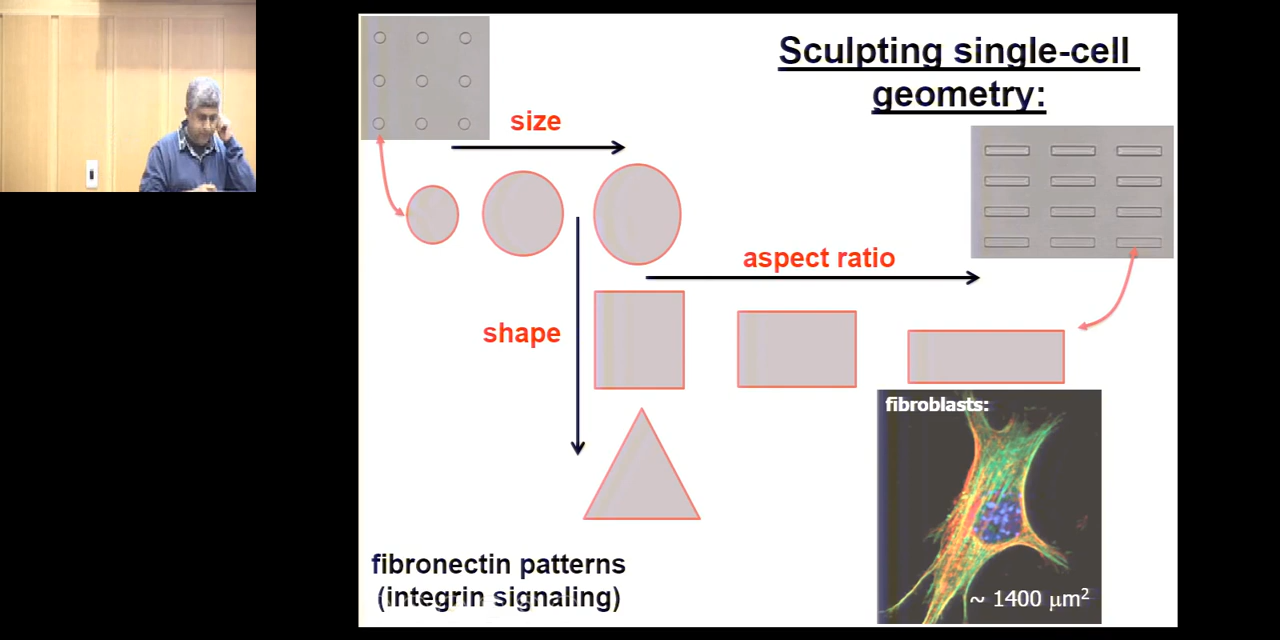 Sculpting single-cell
geometry:
size
aspect ratio
shape
fibroblasts:
fibronectin patterns
(integrin signaling)
~ 1400 μm²